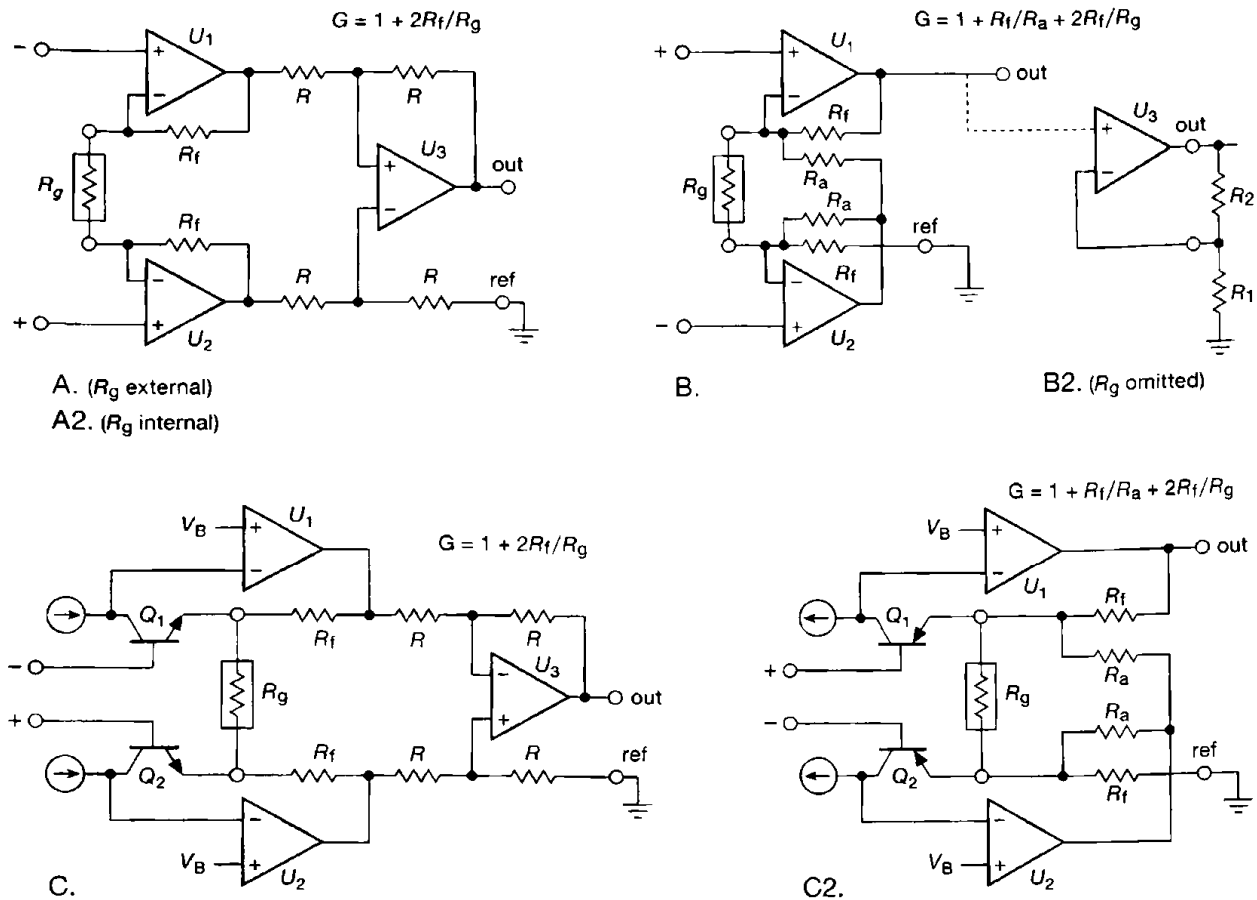 G = 1 + 2Rf/Rg
−
+
U1
−
R
R
Rf
U3
Rg
+
−
out
Rf
−
+
U2
R
R
ref
+
A. (Rg external)
A2. (Rg internal)
G = 1 + Rf/Ra + 2Rf/Rg
+
+
U1
−
out
Rf
Ra
Rg
Ra
Rf
ref
−
+
U2
−
B.
U3
+
−
out
R2
R1
B2. (Rg omitted)
G = 1 + 2Rf/Rg
VB
+
U1
−
Q1
−
Rf
R
R
Rg
U3
−
+
out
+
Q2
Rf
R
R
ref
−
+
VB
U2
C.
G = 1 + Rf/Ra + 2Rf/Rg
VB
+
−
U1
out
Q1
+
Rf
Ra
Rg
−
Ra
Q2
Rf
ref
−
+
VB
U2
C2.